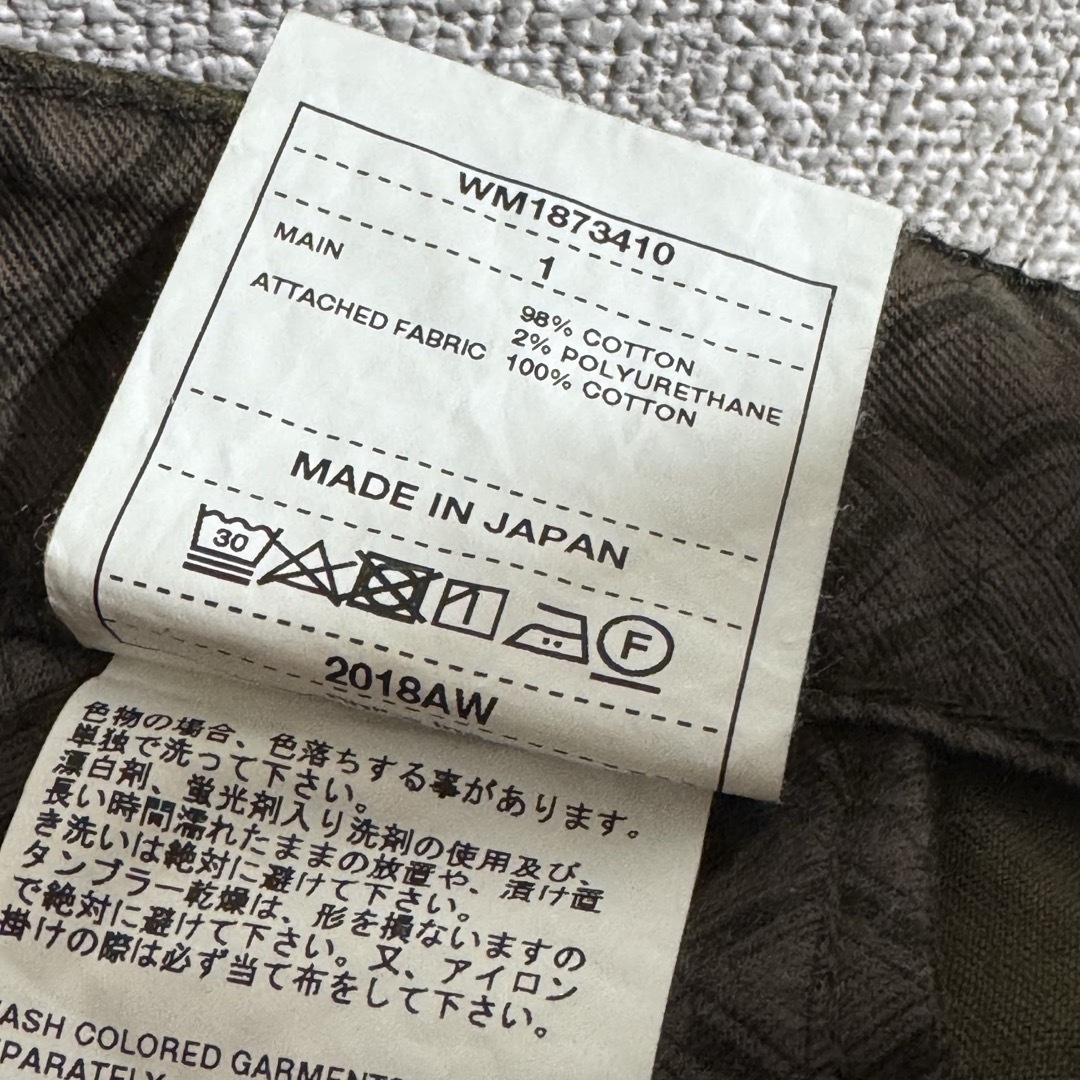 WM1873410
1
MAIN 98% COTTON
2% POLYURETHANE
ATTACHED FABRIC 100% COTTON
MADE IN JAPAN
30 F
2018AW
色物の場合、色落ちする事があります。
単独で洗って下さい。
漂白剤、蛍光剤入り洗剤の使用及び、
長い時間濡れたままの放置や、漬け置
き洗いは絶対に避けて下さい。
タンブラー乾燥は、形を損ないますの
で絶対に避けて下さい。又、アイロン
掛けの際は必ず当て布をして下さい。
ASH COLORED GARMENTS
PARATELY